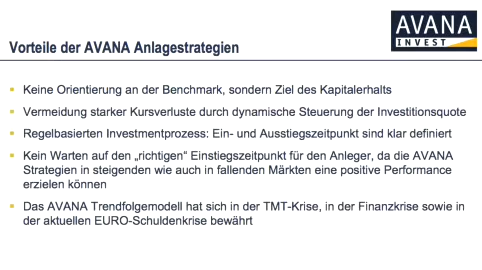 AVANA
INVEST
Vorteile der AVANA Anlagestrategien
Keine Orientierung an der Benchmark, sondern Ziel des Kapitalerhalts
Vermeidung starker Kursverluste durch dynamische Steuerung der Investitionsquote
Regelbasierten Investmentprozess: Ein- und Ausstiegszeitpunkt sind klar definiert
Kein Warten auf den „richtigen“ Einstiegszeitpunkt für den Anleger, da die AVANA
Strategien in steigenden wie auch in fallenden Märkten eine positive Performance
erzielen können
Das AVANA Trendfolgemodell hat sich in der TMT-Krise, in der Finanzkrise sowie in
der aktuellen EURO-Schuldenkrise bewährt